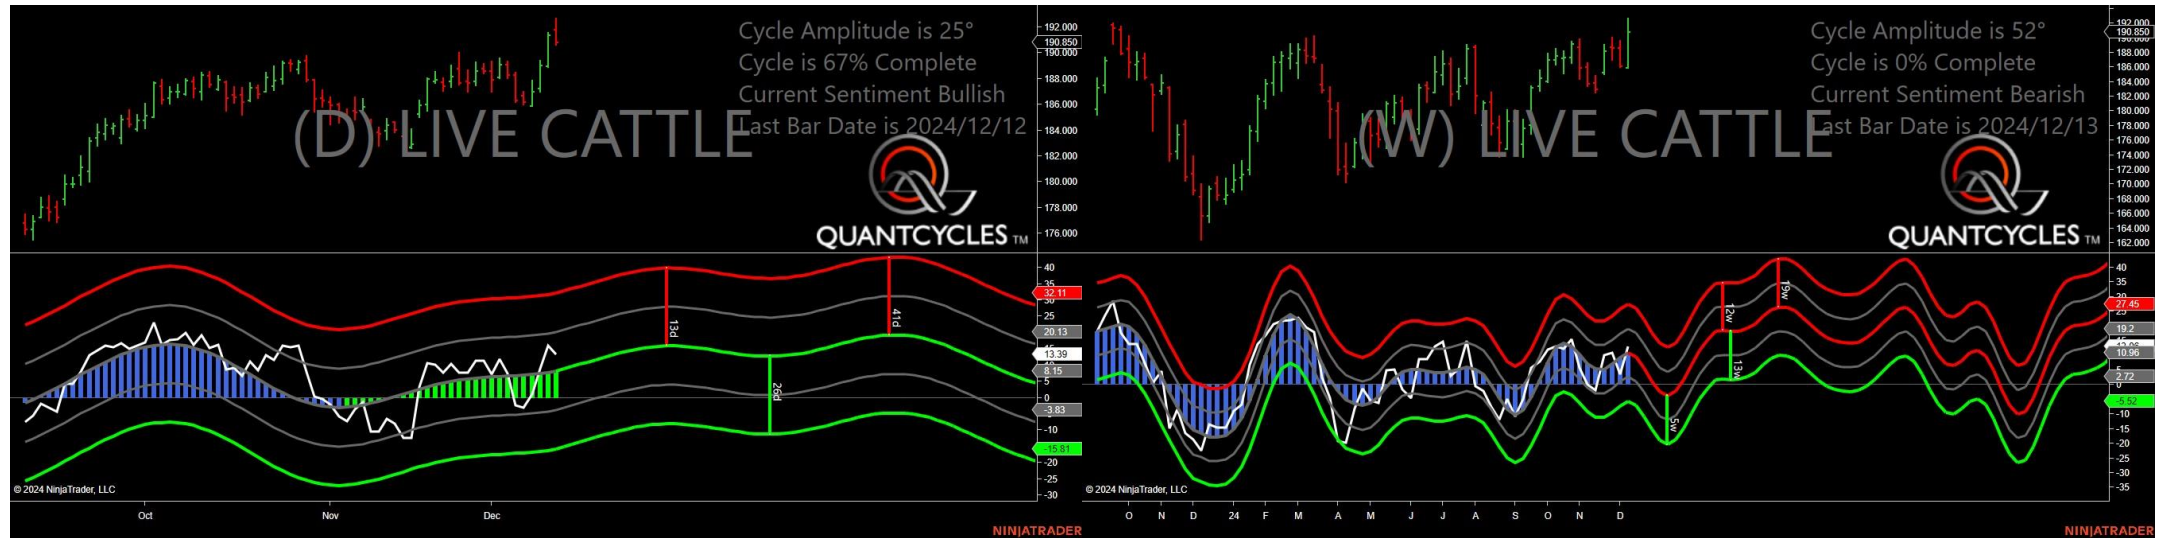 Cycle Amplitude is 25°
Cycle is 67% Complete
Current Sentiment Bullish
Last Bar Date is 2024/12/12
(D) LIVE CATTLE
QUANTCYCLES TM
192.000
190.850
190.000
188.000
186.000
184.000
182.000
180.000
178.000
176.000
13d
41d
26d
40
32.11
30
25
20.13
13.39
8.15
5
0
-3.83
-10
-15.81
-20
-25
-30
© 2024 NinjaTrader, LLC
Oct Nov Dec
NINJATRADER
Cycle Amplitude is 52°
Cycle is 0% Complete
Current Sentiment Bearish
Last Bar Date is 2024/12/13
(W) LIVE CATTLE
QUANTCYCLES TM
192.000
190.850
188.000
186.000
184.000
182.000
180.000
178.000
176.000
174.000
172.000
170.000
168.000
166.000
164.000
162.000
12w
19w
13w
5w
40
35
27.45
25
19.2
10.96
2.72
0
-5.52
-10
-15
-20
-25
-30
-35
© 2024 NinjaTrader, LLC
O N D 24 F M A M J J A S O N D
NINJATRADER